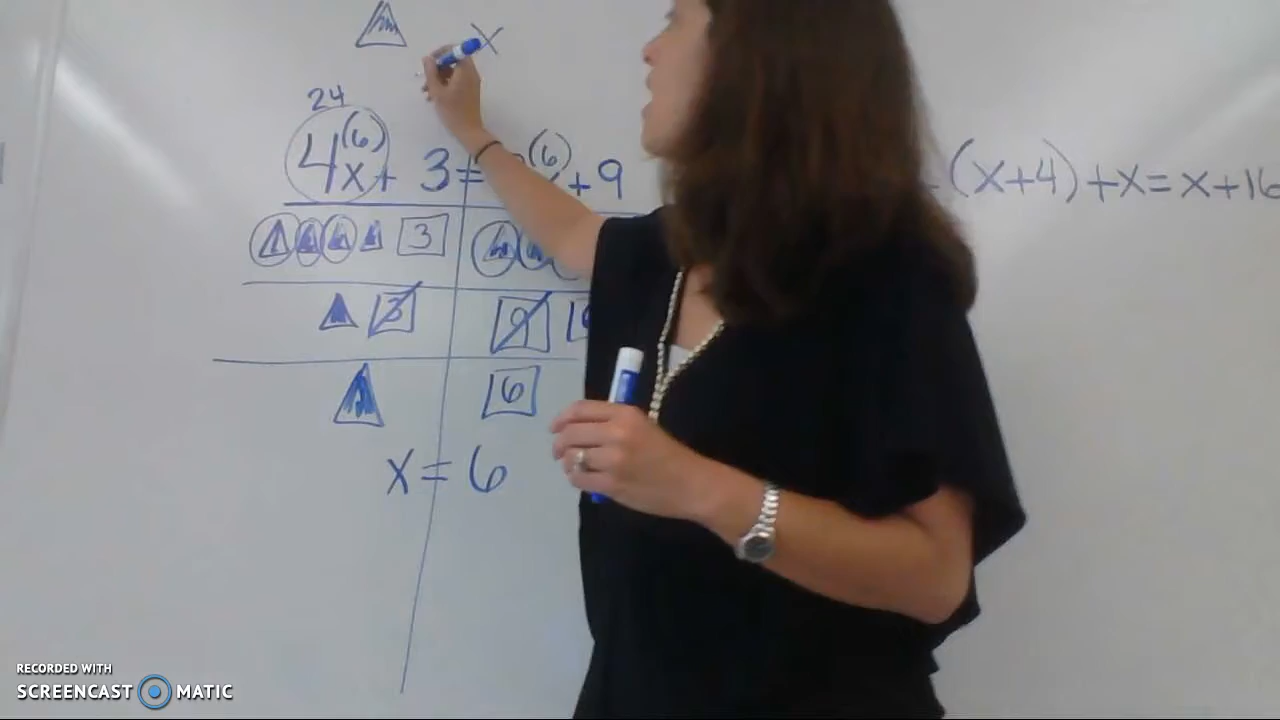 x
24
(6) (6)
4x + 3 = x + 9
(x+4)+x=x+16
3
3 9
6
x = 6
RECORDED WITH
SCREENCAST MATIC